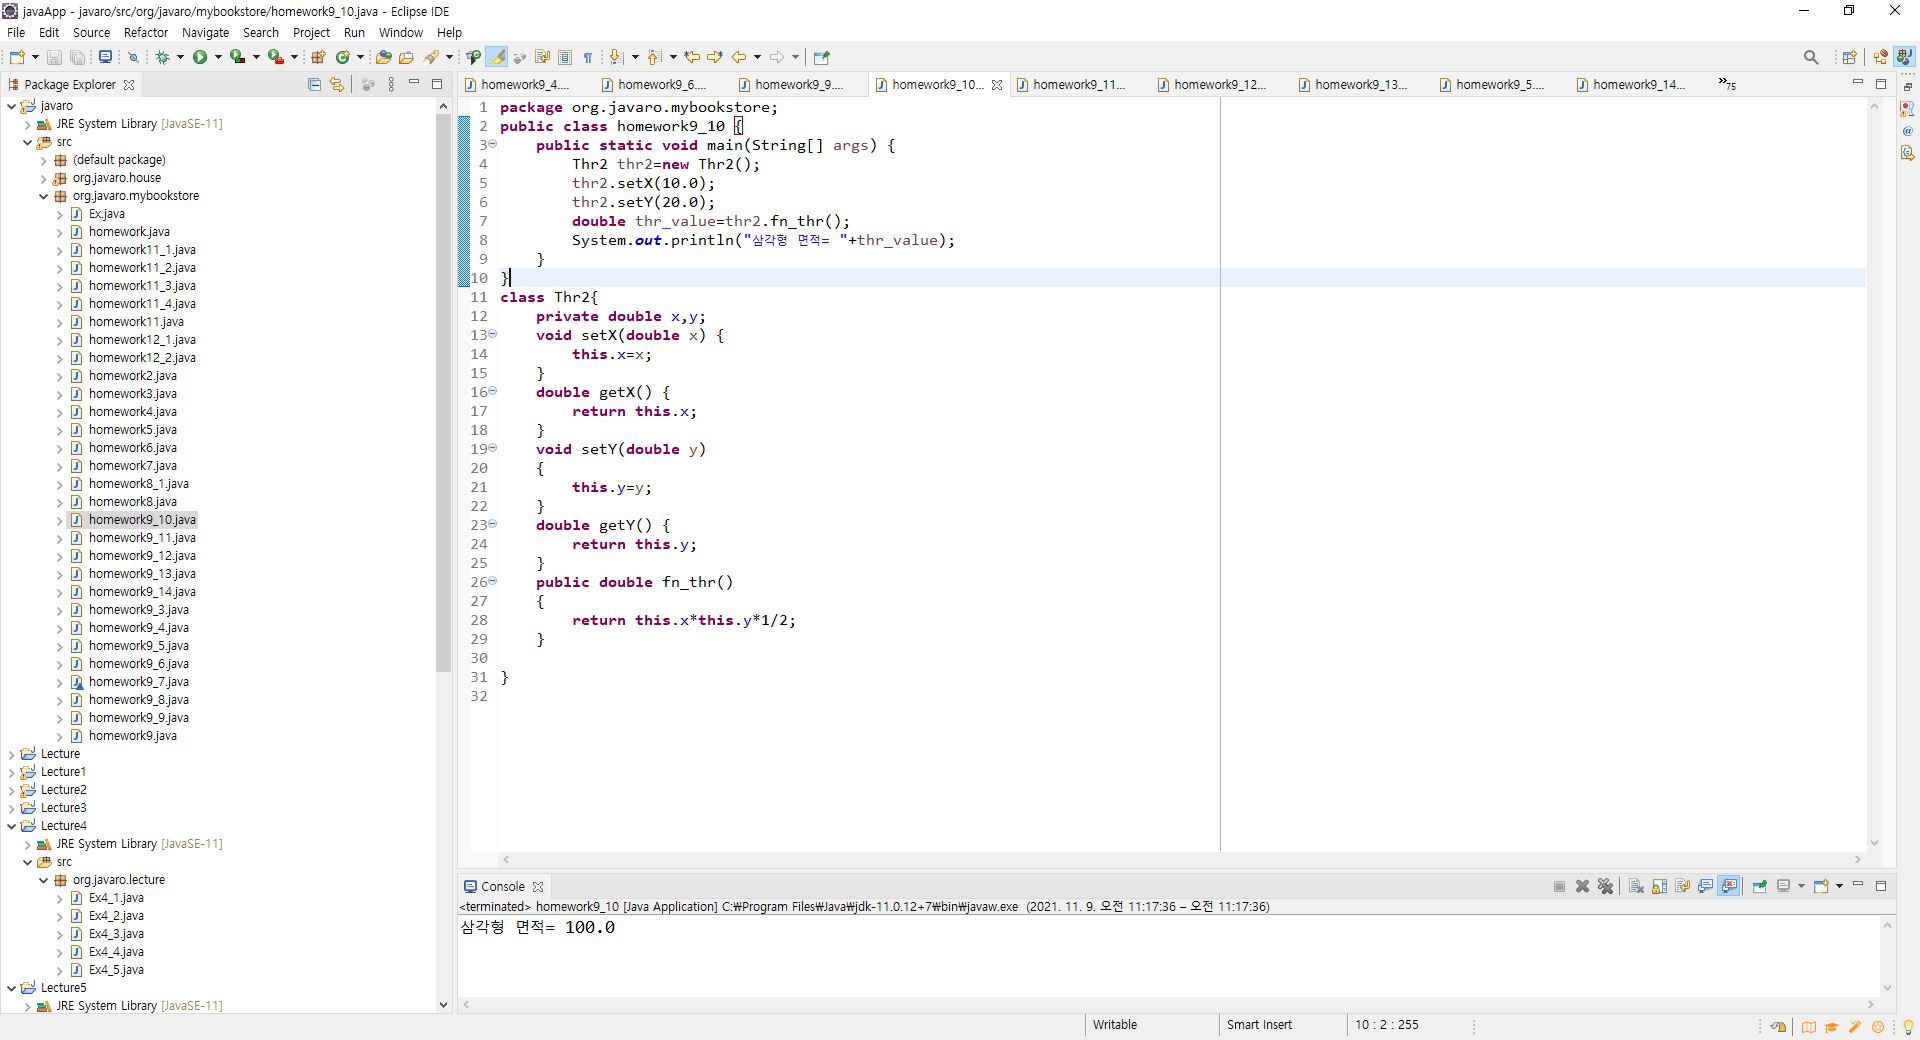 javaApp - javaro/src/org/javaro/mybookstore/homework9_10.java - Eclipse IDE
File Edit Source Refactor Navigate Search Project Run Window Help
Package Explorer
javaro
JRE System Library [JavaSE-11]
src
(default package)
org.javaro.house
org.javaro.mybookstore
Ex.java
homework.java
homework11_1.java
homework11_2.java
homework11_3.java
homework11_4.java
homework11.java
homework12_1.java
homework12_2.java
homework2.java
homework3.java
homework4.java
homework5.java
homework6.java
homework7.java
homework8_1.java
homework8.java
homework9_10.java
homework9_11.java
homework9_12.java
homework9_13.java
homework9_14.java
homework9_3.java
homework9_4.java
homework9_5.java
homework9_6.java
homework9_7.java
homework9_8.java
homework9_9.java
homework9.java
Lecture
Lecture1
Lecture2
Lecture3
Lecture4
JRE System Library [JavaSE-11]
src
org.javaro.lecture
Ex4_1.java
Ex4_2.java
Ex4_3.java
Ex4_4.java
Ex4_5.java
Lecture5
JRE System Library [JavaSE-11]
homework9_4.... homework9_6.... homework9_9.... homework9_10... homework9_11... homework9_12... homework9_13... homework9_5.... homework9_14... »75
1 package org.javaro.mybookstore;
2 public class homework9_10 {
3 public static void main(String[] args) {
4 Thr2 thr2=new Thr2();
5 thr2.setX(10.0);
6 thr2.setY(20.0);
7 double thr_value=thr2.fn_thr();
8 System.out.println("삼각형 면적= "+thr_value);
9 }
10 }
11 class Thr2{
12 private double x,y;
13 void setX(double x) {
14 this.x=x;
15 }
16 double getX() {
17 return this.x;
18 }
19 void setY(double y)
20 {
21 this.y=y;
22 }
23 double getY() {
24 return this.y;
25 }
26 public double fn_thr()
27 {
28 return this.x*this.y*1/2;
29 }
30
31 }
32
Console
<terminated> homework9_10 [Java Application] C:₩Program Files₩Java₩jdk-11.0.12+7₩bin₩javaw.exe (2021. 11. 9. 오전 11:17:36 – 오전 11:17:36)
삼각형 면적= 100.0
Writable Smart Insert 10 : 2 : 255